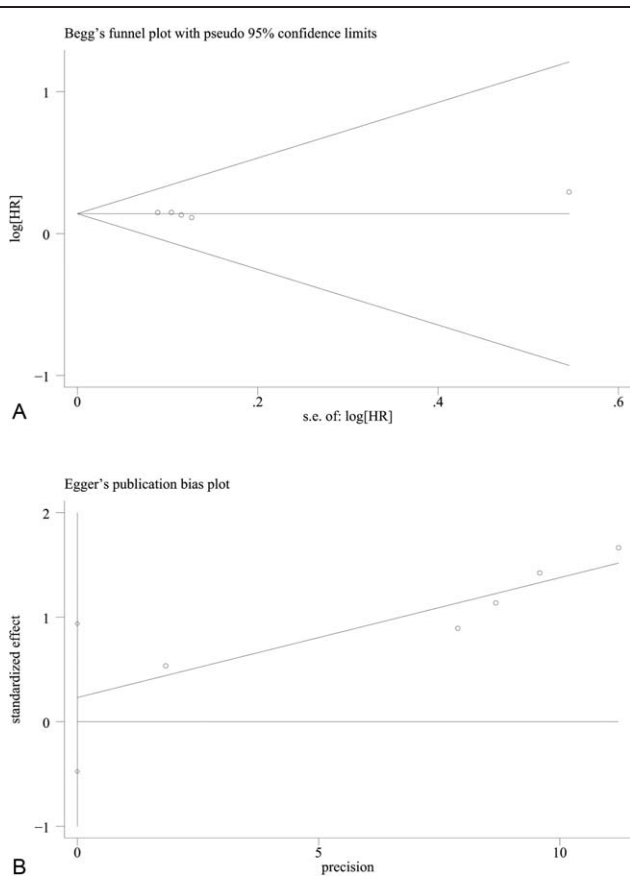 Begg's funnel plot with pseudo 95% confidence limits
1
0
−1
log[HR]
0
.2
.4
.6
s.e. of: log[HR]
A
Egger's publication bias plot
2
1
0
−1
standardized effect
0
5
10
precision
B